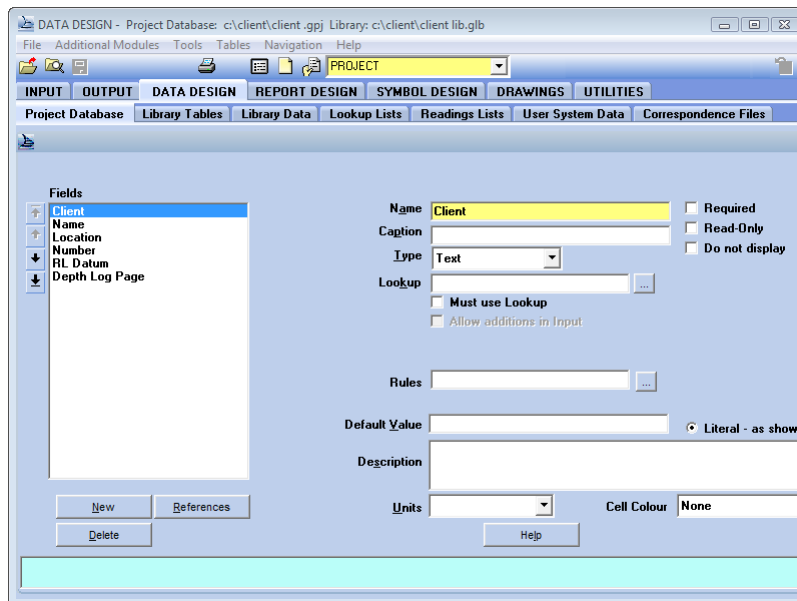 DATA DESIGN - Project Database: c:\client\client .gpj Library: c:\client\client lib.glb
File Additional Modules Tools Tables Navigation Help
PROJECT
INPUT OUTPUT DATA DESIGN REPORT DESIGN SYMBOL DESIGN DRAWINGS UTILITIES
Project Database Library Tables Library Data Lookup Lists Readings Lists User System Data Correspondence Files
Fields
Client
Name
Location
Number
RL Datum
Depth Log Page
Name Client Required
Caption Read-Only
Type Text Do not display
Lookup ...
Must use Lookup
Allow additions in Input
Rules ...
Default Value Literal - as show
Description
Units Cell Colour None
New References
Delete Help